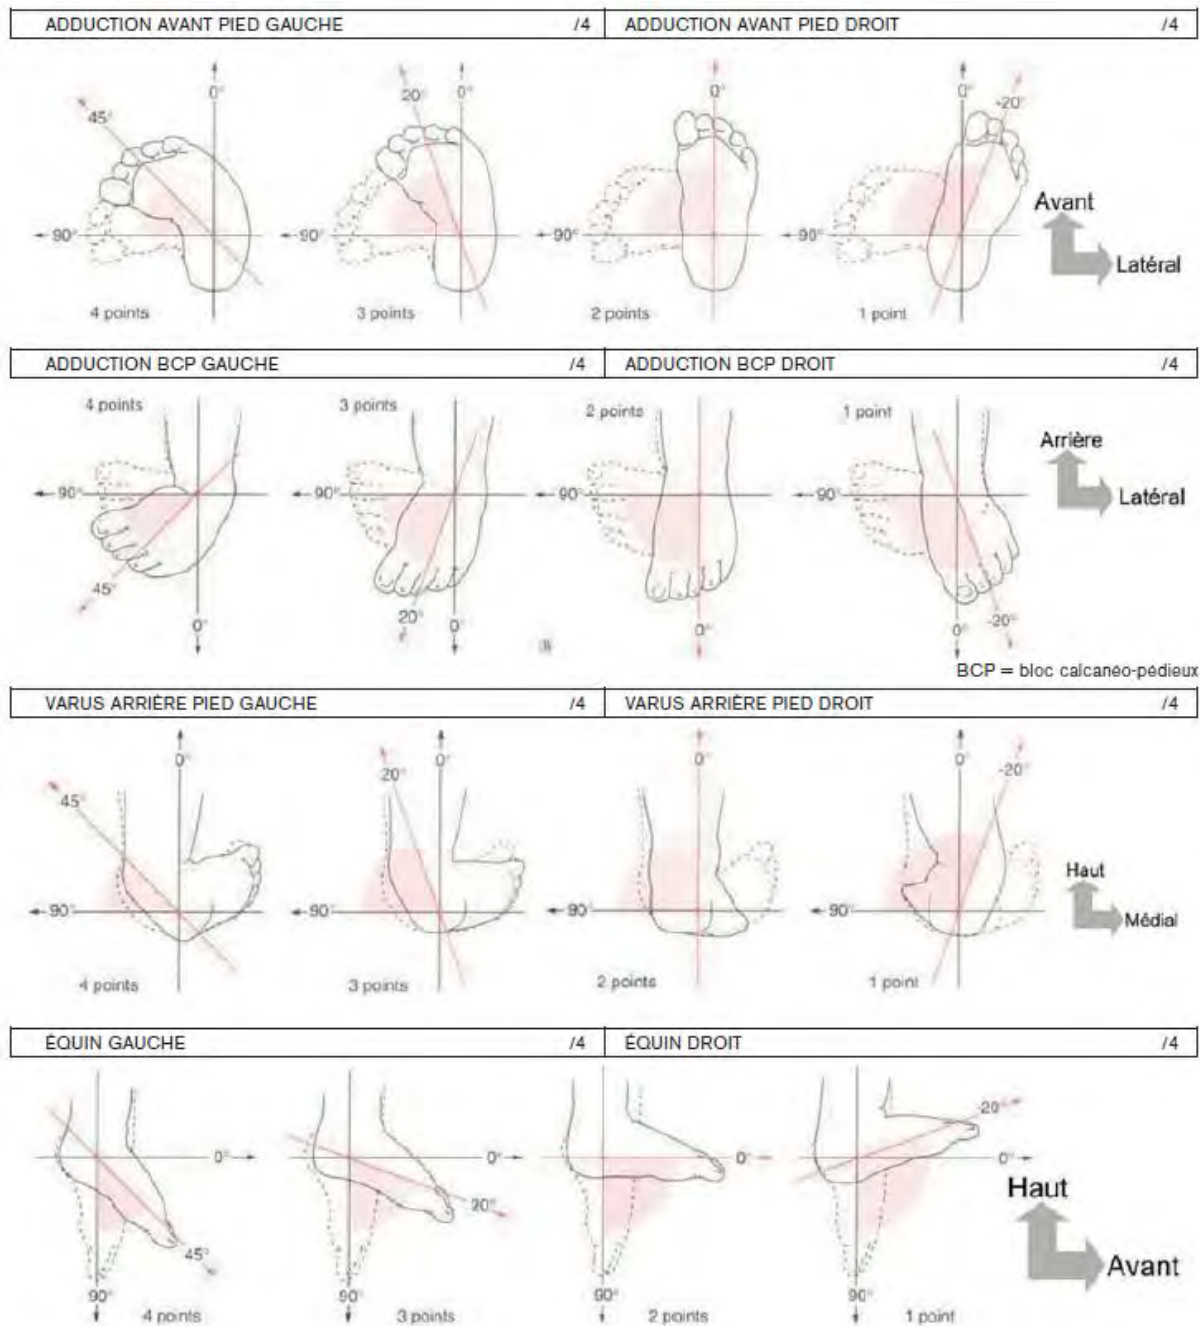 ADDUCTION AVANT PIED GAUCHE /4 ADDUCTION AVANT PIED DROIT /4
0° 20° 0° 0° 0° -20°
45°
Avant
90° 90° 90° 90°
Latéral
4 points 3 points 2 points 1 point
ADDUCTION BCP GAUCHE /4 ADDUCTION BCP DROIT /4
4 points 3 points 2 points 1 point
Arrière
90° 90° 90° 90°
Latéral
45° 20°
0° 0° 0° 0° -20°
BCP = bloc calcanéo-pédieux
VARUS ARRIÈRE PIED GAUCHE /4 VARUS ARRIÈRE PIED DROIT /4
0° 20° 0° 0° 0° -20°
45°
Haut
90° 90° 90° 90°
Médial
4 points 3 points 2 points 1 point
ÉQUIN GAUCHE /4 ÉQUIN DROIT /4
-20°
0° 0° 0° 0°
Haut
20°
45°
Avant
90° 90° 90° 90°
4 points 3 points 2 points 1 point